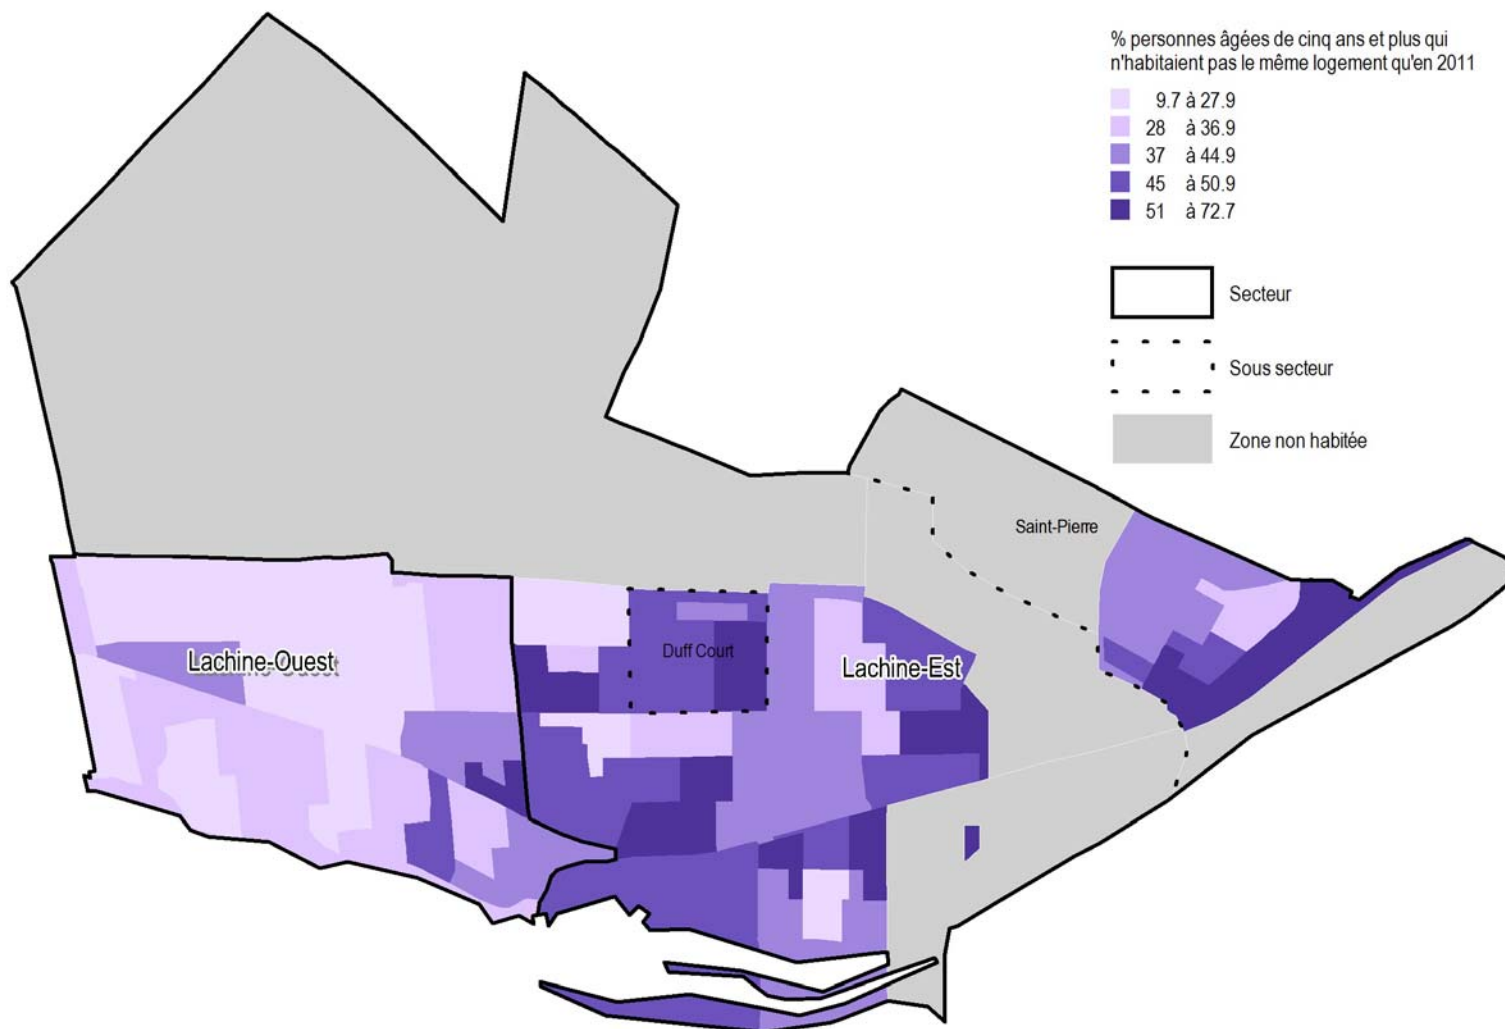 % personnes âgées de cinq ans et plus qui
n'habitaient pas le même logement qu'en 2011
9.7 à 27.9
28 à 36.9
37 à 44.9
45 à 50.9
51 à 72.7
Secteur
Sous secteur
Zone non habitée
Saint-Pierre
Duff Court
Lachine-Ouest
Lachine-Est